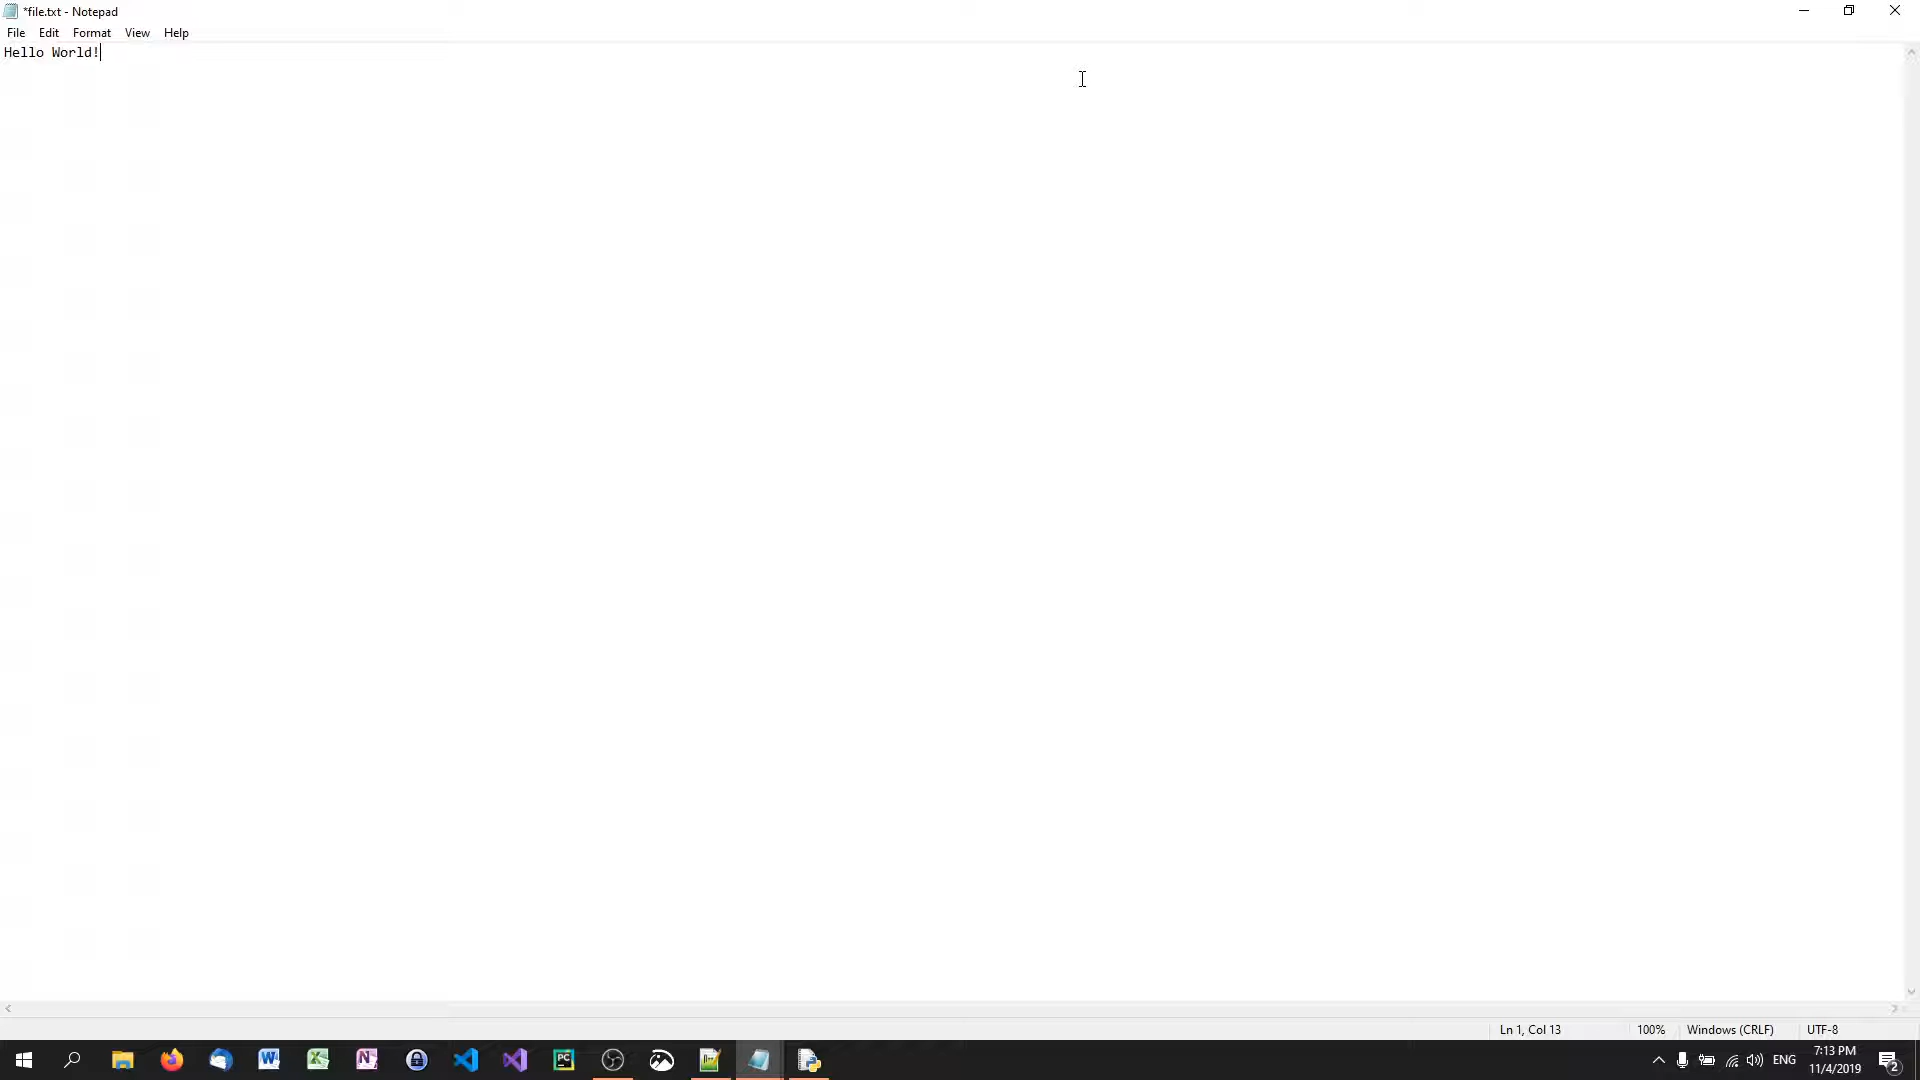 *file.txt - Notepad
File Edit Format View Help
Hello World!
Ln 1, Col 13 100% Windows (CRLF) UTF-8
ENG
7:13 PM
11/4/2019
2